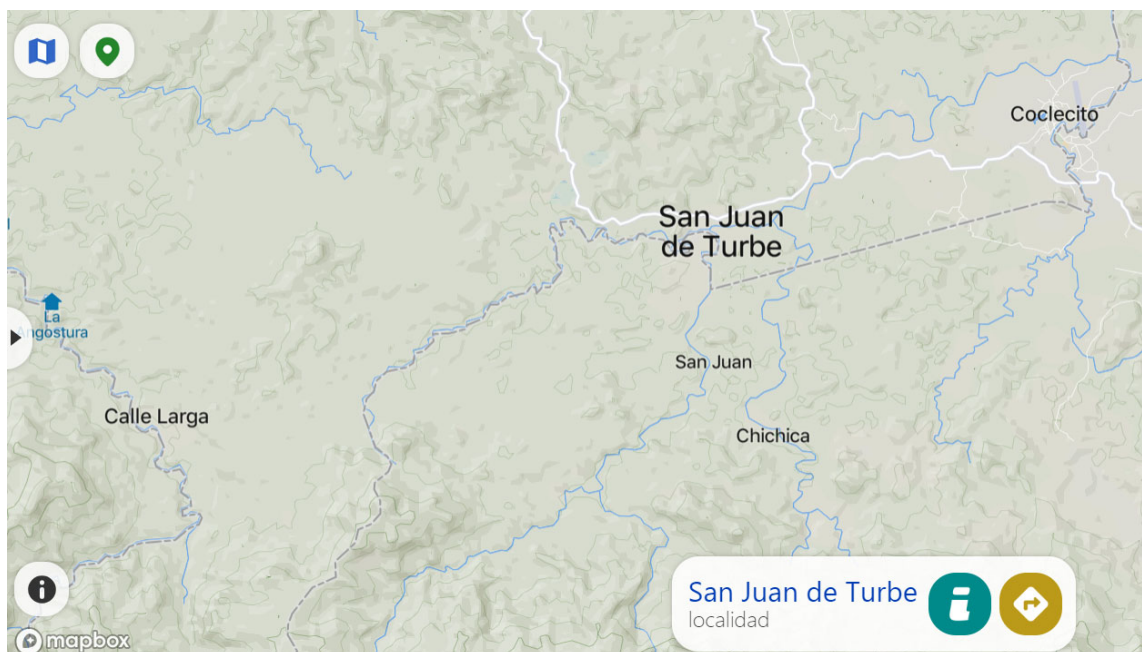 Coclecito
San Juan
de Turbe
La
Angostura
San Juan
Calle Larga
Chichica
San Juan de Turbe
localidad
mapbox